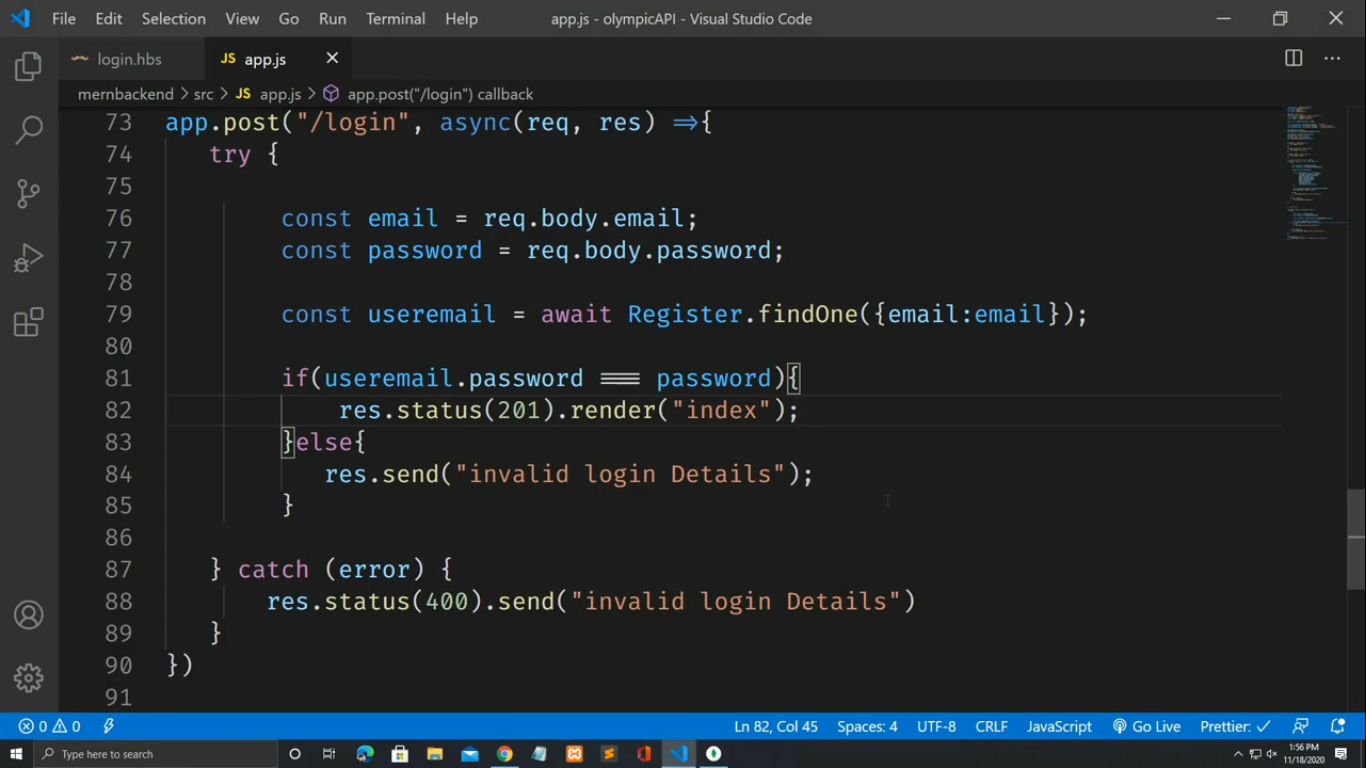 File Edit Selection View Go Run Terminal Help app.js - olympicAPI - Visual Studio Code
login.hbs JS app.js
mernbackend > src > JS app.js > app.post("/login") callback
73 app.post("/login", async(req, res) =>{
74 try {
75
76 const email = req.body.email;
77 const password = req.body.password;
78
79 const useremail = await Register.findOne({email:email});
80
81 if(useremail.password === password){
82 res.status(201).render("index");
83 }else{
84 res.send("invalid login Details");
85 }
86
87 } catch (error) {
88 res.status(400).send("invalid login Details")
89 }
90 })
91
0 0 Ln 82, Col 45 Spaces: 4 UTF-8 CRLF JavaScript Go Live Prettier: ✓
Type here to search 1:56 PM
11/18/2020